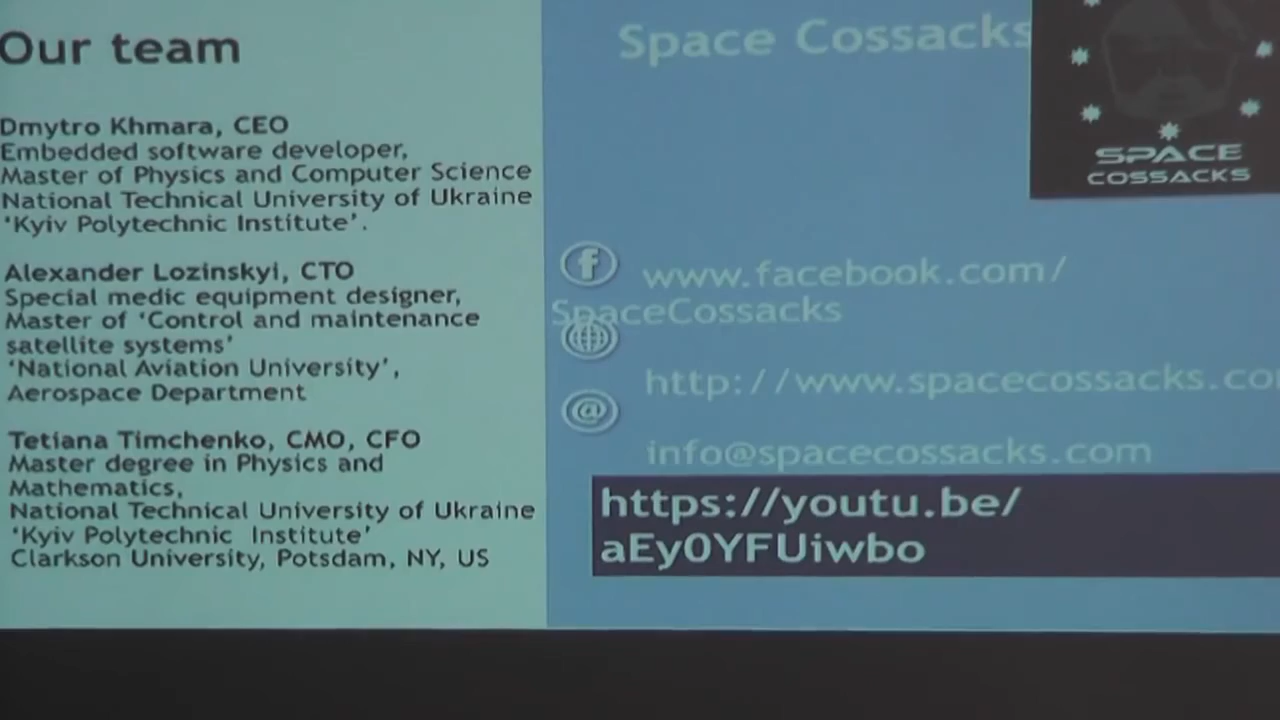 Our team
Dmytro Khmara, CEO
Embedded software developer,
Master of Physics and Computer Science
National Technical University of Ukraine
‘Kyiv Polytechnic Institute’.
Alexander Lozinskyi, CTO
Special medic equipment designer,
Master of ‘Control and maintenance
satellite systems’
‘National Aviation University’,
Aerospace Department
Tetiana Timchenko, CMO, CFO
Master degree in Physics and
Mathematics,
National Technical University of Ukraine
‘Kyiv Polytechnic Institute’
Clarkson University, Potsdam, NY, US
Space Cossacks
SPACE
COSSACKS
f www.facebook.com/
SpaceCossacks
http://www.spacecossacks.co
@
info@spacecossacks.com
https://youtu.be/
aEy0YFUiwbo